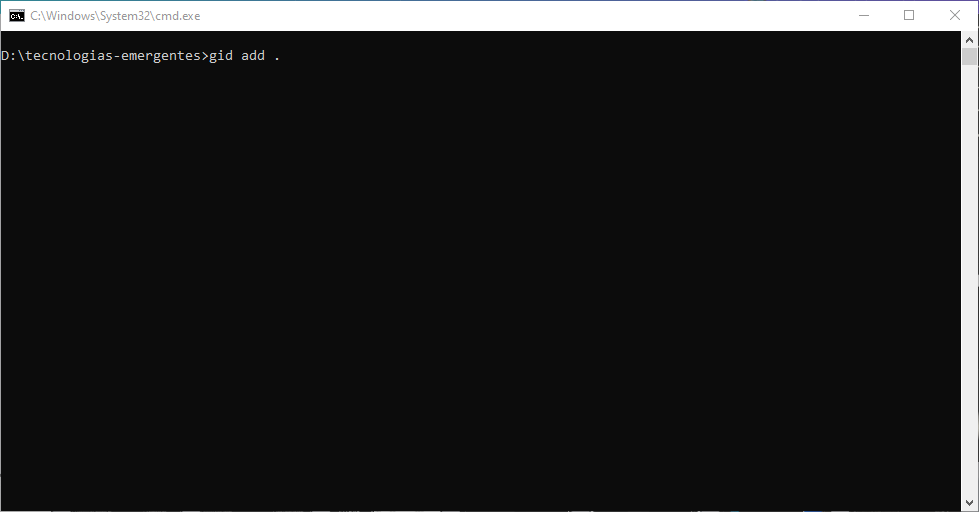 C:\Windows\System32\cmd.exe
D:\tecnologias-emergentes>gid add .